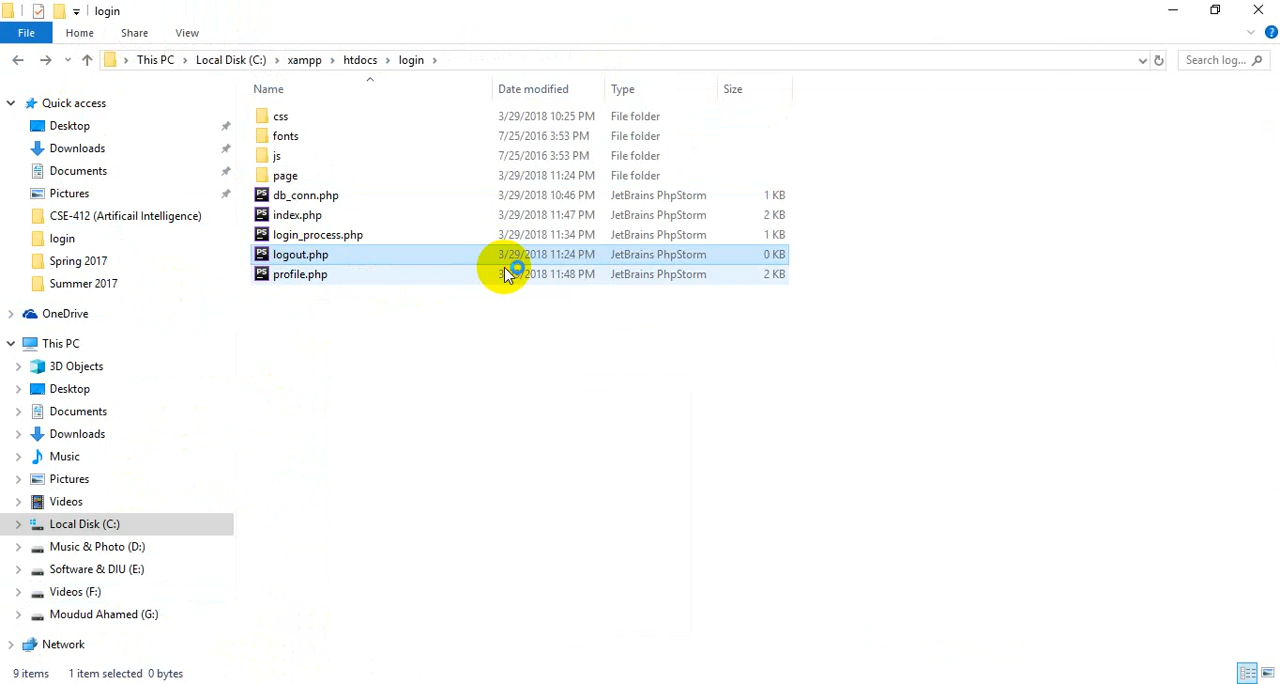 login
File Home Share View
This PC Local Disk (C:) xampp htdocs login Search log...
Name Date modified Type Size
Quick access
Desktop
Downloads
Documents
Pictures
CSE-412 (Artificail Intelligence)
login
Spring 2017
Summer 2017
OneDrive
This PC
3D Objects
Desktop
Documents
Downloads
Music
Pictures
Videos
Local Disk (C:)
Music & Photo (D:)
Software & DIU (E:)
Videos (F:)
Moudud Ahamed (G:)
Network
css 3/29/2018 10:25 PM File folder
fonts 7/25/2016 3:53 PM File folder
js 7/25/2016 3:53 PM File folder
page 3/29/2018 11:24 PM File folder
PS db_conn.php 3/29/2018 10:46 PM JetBrains PhpStorm 1 KB
PS index.php 3/29/2018 11:47 PM JetBrains PhpStorm 2 KB
PS login_process.php 3/29/2018 11:34 PM JetBrains PhpStorm 1 KB
PS logout.php 3/29/2018 11:24 PM JetBrains PhpStorm 0 KB
PS profile.php 3/29/2018 11:48 PM JetBrains PhpStorm 2 KB
9 items 1 item selected 0 bytes